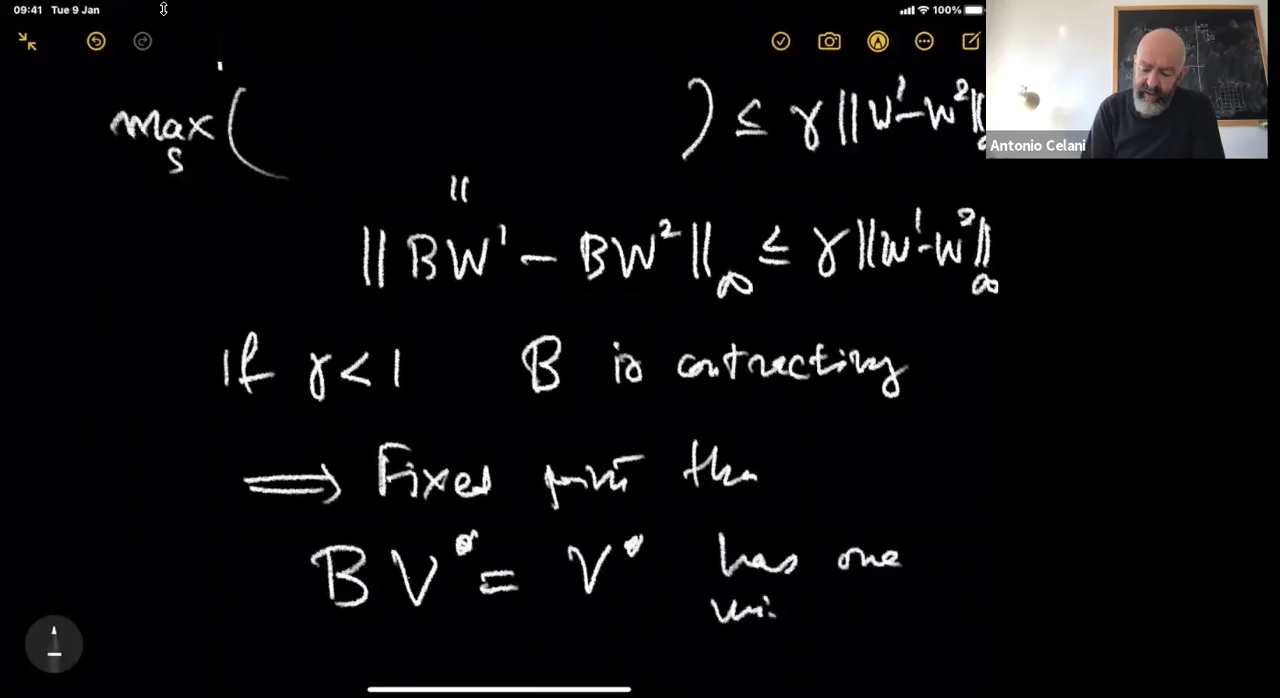 09:41 Tue 9 Jan 100%
max ( ) ≤ γ || W¹ - W² ||∞
s
Antonio Celani
||
|| BW¹ - BW² ||∞ ≤ γ || W¹ - W² ||∞
If γ < 1 B is contracting
⟹ Fixed point thm
B V* = V* has one
uni